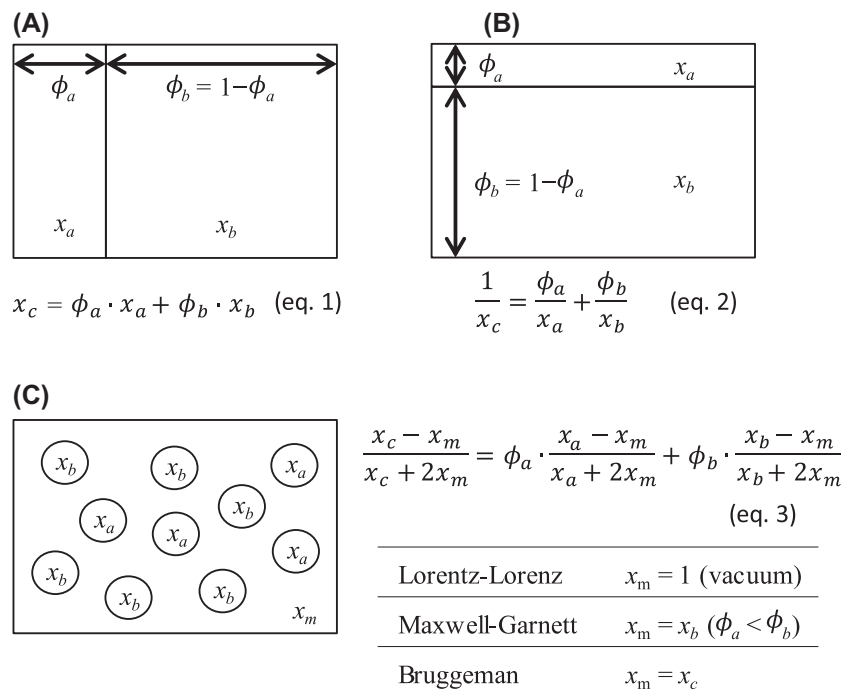 (A)
ϕa
ϕb = 1−ϕa
xa
xb
xc = ϕa · xa + ϕb · xb (eq. 1)
(B)
ϕa
xa
ϕb = 1−ϕa
xb
1/xc = ϕa/xa + ϕb/xb (eq. 2)
(C)
xb
xb
xa
xb
xa
xa
xa
xb
xb
xb
xm
(xc − xm)/(xc + 2xm) = ϕa · (xa − xm)/(xa + 2xm) + ϕb · (xb − xm)/(xb + 2xm)
(eq. 3)
Lorentz-Lorenz xm = 1 (vacuum)
Maxwell-Garnett xm = xb (ϕa < ϕb)
Bruggeman xm = xc